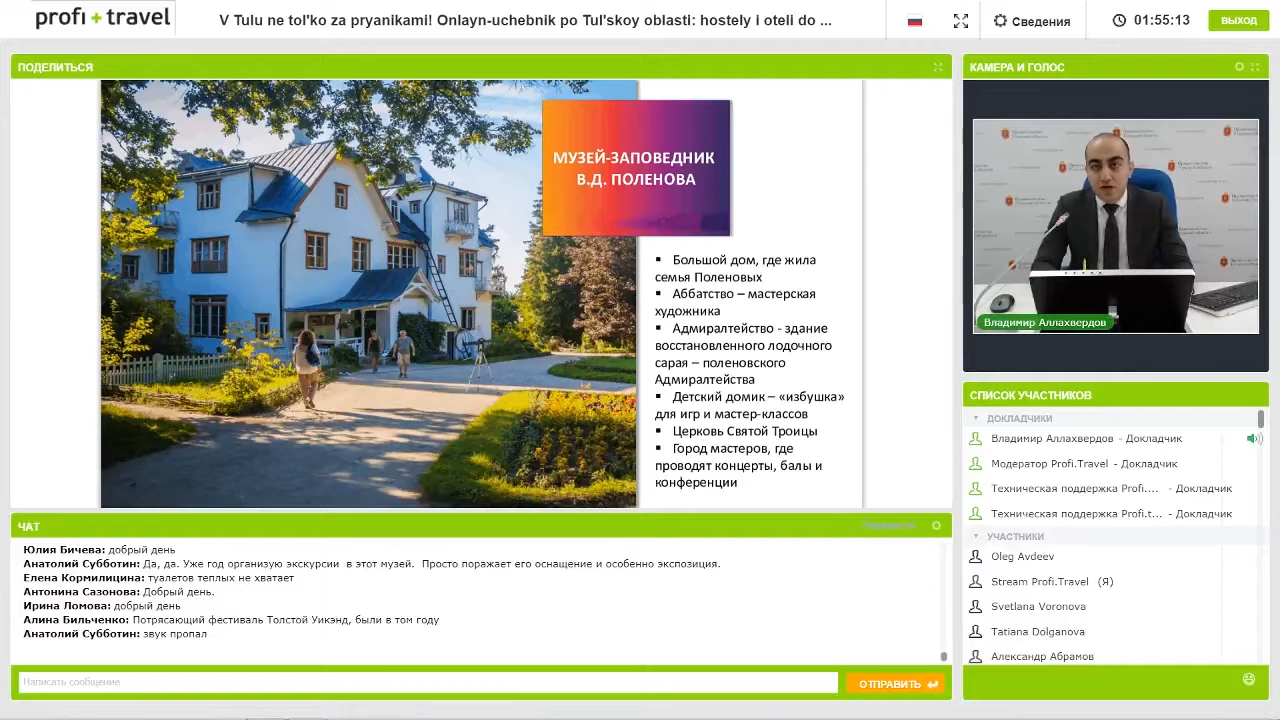 profi + travel
V Tulu ne tol'ko za pryanikami! Onlayn-uchebnik po Tul'skoy oblasti: hostely i oteli do ...
Сведения
01:55:13
ВЫХОД
ПОДЕЛИТЬСЯ
МУЗЕЙ-ЗАПОВЕДНИК
В.Д. ПОЛЕНОВА
▪ Большой дом, где жила
семья Поленовых
▪ Аббатство – мастерская
художника
▪ Адмиралтейство - здание
восстановленного лодочного
сарая – поленовского
Адмиралтейства
▪ Детский домик – «избушка»
для игр и мастер-классов
▪ Церковь Святой Троицы
▪ Город мастеров, где
проводят концерты, балы и
конференции
КАМЕРА И ГОЛОС
Владимир Аллахвердов
СПИСОК УЧАСТНИКОВ
ДОКЛАДЧИКИ
Владимир Аллахвердов - Докладчик
Модератор Profi.Travel - Докладчик
Техническая поддержка Profi.... - Докладчик
Техническая поддержка Profi.t... - Докладчик
УЧАСТНИКИ
Oleg Avdeev
Stream Profi.Travel (Я)
Svetlana Voronova
Tatiana Dolganova
Александр Абрамов
ЧАТ
Юлия Бичева: добрый день
Анатолий Субботин: Да, да. Уже год организую экскурсии в этот музей. Просто поражает его оснащение и особенно экспозиция.
Елена Кормилицина: туалетов теплых не хватает
Антонина Сазонова: Добрый день.
Ирина Ломова: добрый день
Алина Бильченко: Потрясающий фестиваль Толстой Уикэнд, были в том году
Анатолий Субботин: звук пропал
Написать сообщение
ОТПРАВИТЬ